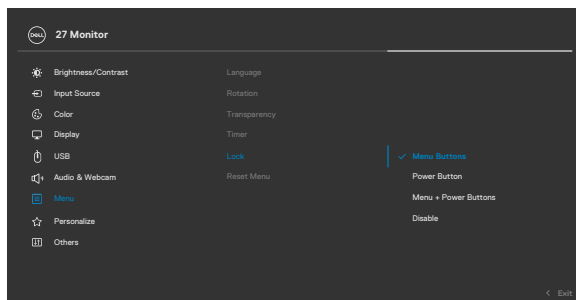 DELL 27 Monitor
Brightness/Contrast Language
Input Source Rotation
Color Transparency
Display Timer
USB Lock Menu Buttons
Audio & Webcam Reset Menu Power Button
Menu Menu + Power Buttons
Personalize Disable
Others
Exit